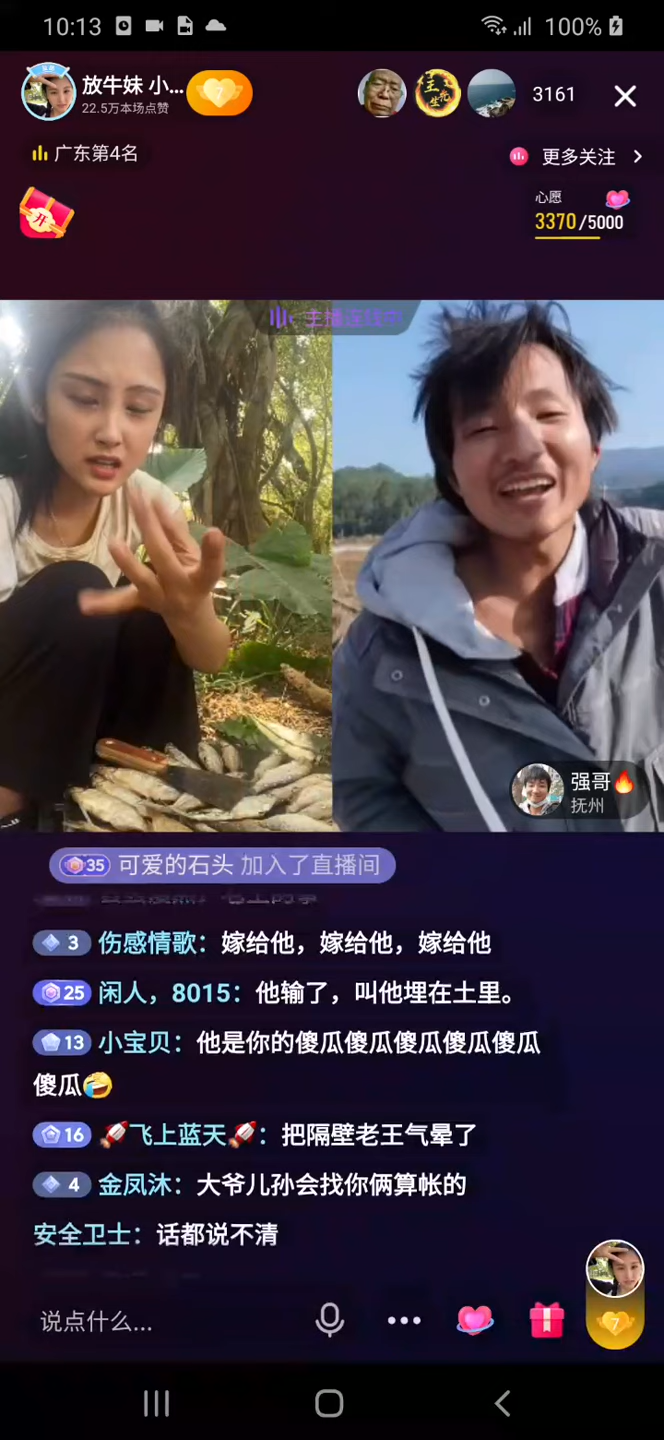 10:13
100%
放牛妹 小...
22.5万本场点赞
7
3161
广东第4名
更多关注
开
心愿
3370/5000
主播连线中
强哥🔥
抚州
35 可爱的石头 加入了直播间
3 伤感情歌：嫁给他，嫁给他，嫁给他
25 闲人，8015：他输了，叫他埋在土里。
13 小宝贝：他是你的傻瓜傻瓜傻瓜傻瓜傻瓜
傻瓜🤣
16 🚀飞上蓝天🚀：把隔壁老王气晕了
4 金凤沐：大爷儿孙会找你俩算帐的
安全卫士：话都说不清
说点什么...
7